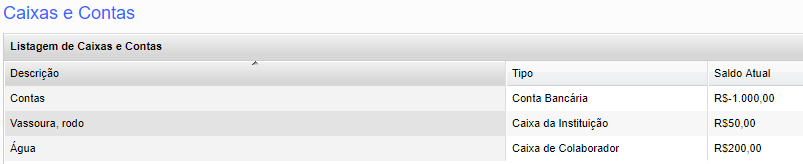 Caixas e Contas
Listagem de Caixas e Contas
Descrição Tipo Saldo Atual
Contas Conta Bancária R$-1.000,00
Vassoura, rodo Caixa da Instituição R$50,00
Água Caixa de Colaborador R$200,00